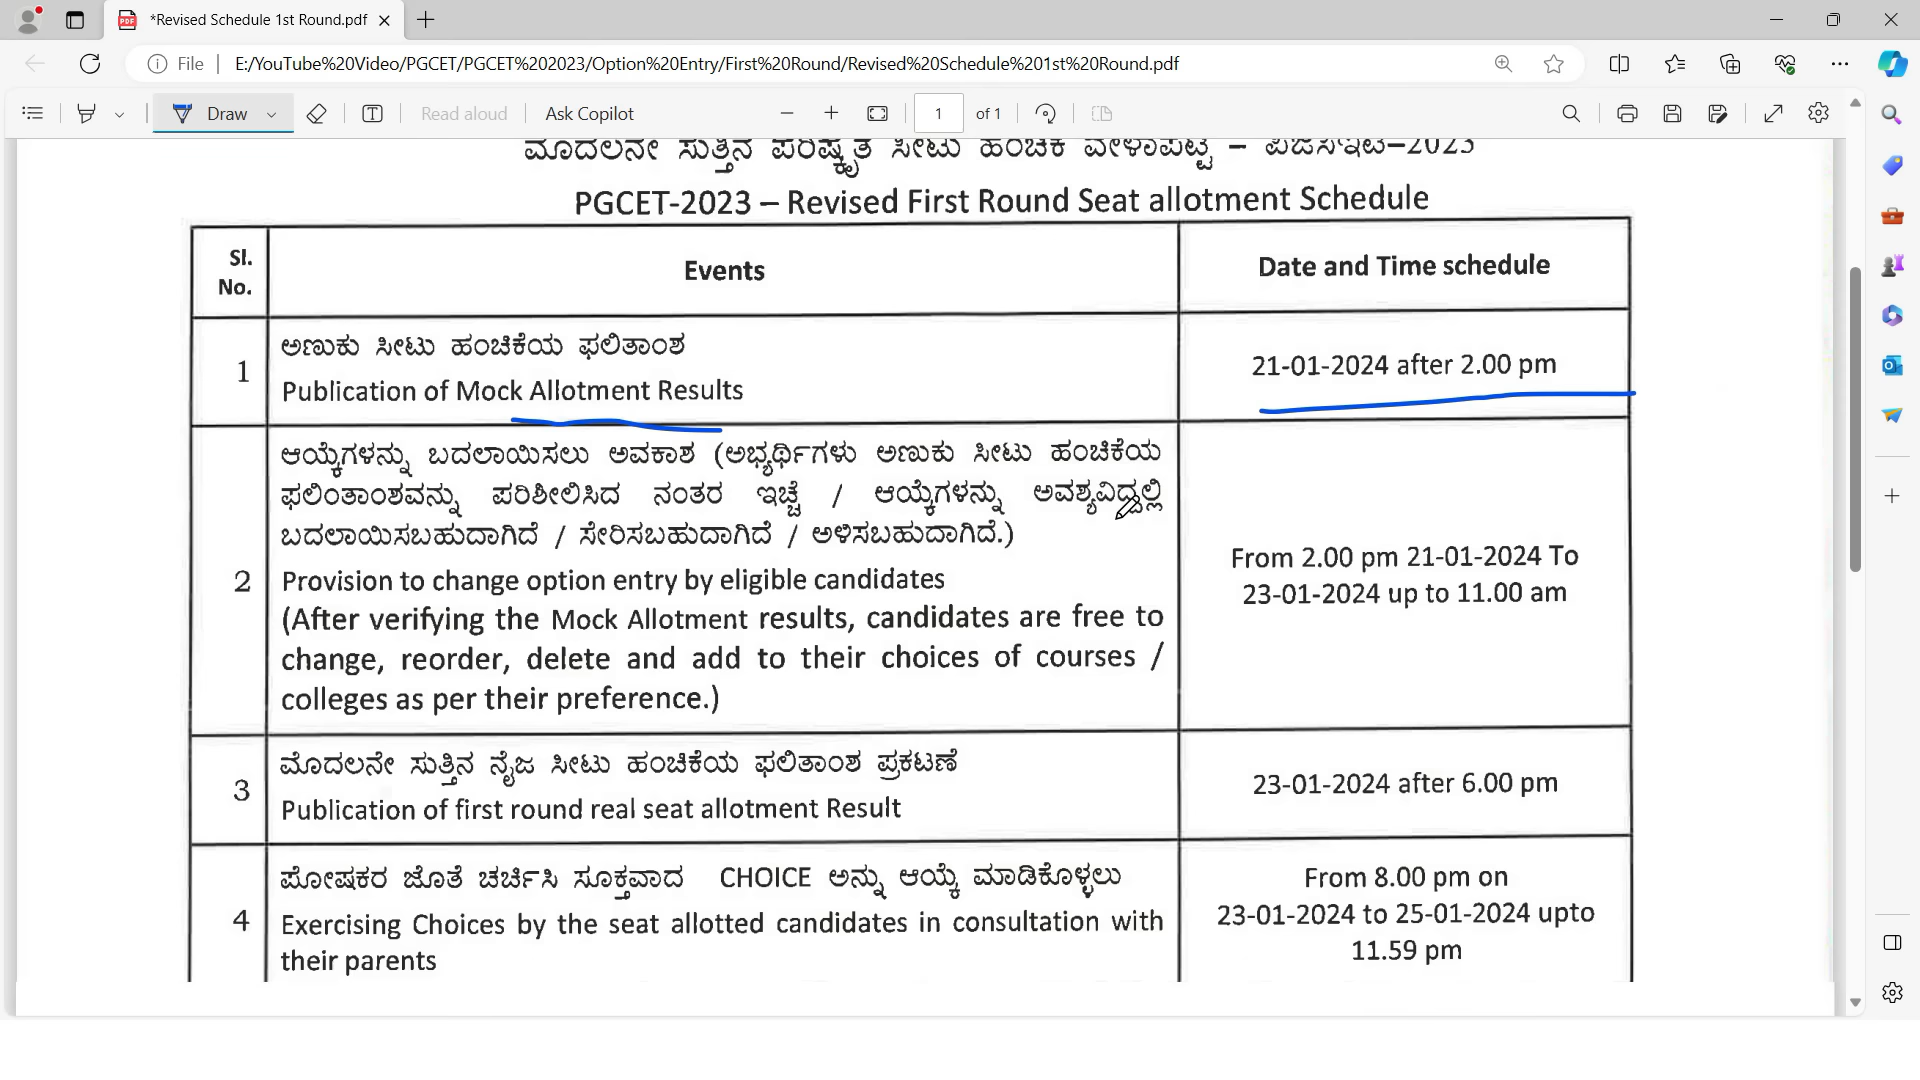 *Revised Schedule 1st Round.pdf
File
E:/YouTube%20Video/PGCET/PGCET%202023/Option%20Entry/First%20Round/Revised%20Schedule%201st%20Round.pdf
Draw
Read aloud
Ask Copilot
1
of 1
ಮೊದಲನೇ ಸುತ್ತಿನ ಪರಿಷ್ಕೃತ ಸೀಟು ಹಂಚಿಕೆ ವೇಳಾಪಟ್ಟಿ – ಪಿಜಿಸಿಇಟಿ–2023
PGCET-2023 – Revised First Round Seat allotment Schedule
Sl.
No.
Events
Date and Time schedule
1
ಅಣುಕು ಸೀಟು ಹಂಚಿಕೆಯ ಫಲಿತಾಂಶ
Publication of Mock Allotment Results
21-01-2024 after 2.00 pm
2
ಆಯ್ಕೆಗಳನ್ನು ಬದಲಾಯಿಸಲು ಅವಕಾಶ (ಅಭ್ಯರ್ಥಿಗಳು ಅಣುಕು ಸೀಟು ಹಂಚಿಕೆಯ
ಫಲಿಂತಾಂಶವನ್ನು ಪರಿಶೀಲಿಸಿದ ನಂತರ ಇಚ್ಚೆ / ಆಯ್ಕೆಗಳನ್ನು ಅವಶ್ಯವಿದ್ದಲ್ಲಿ
ಬದಲಾಯಿಸಬಹುದಾಗಿದೆ / ಸೇರಿಸಬಹುದಾಗಿದೆ / ಅಳಿಸಬಹುದಾಗಿದೆ.)
Provision to change option entry by eligible candidates
(After verifying the Mock Allotment results, candidates are free to
change, reorder, delete and add to their choices of courses /
colleges as per their preference.)
From 2.00 pm 21-01-2024 To
23-01-2024 up to 11.00 am
3
ಮೊದಲನೇ ಸುತ್ತಿನ ನೈಜ ಸೀಟು ಹಂಚಿಕೆಯ ಫಲಿತಾಂಶ ಪ್ರಕಟಣೆ
Publication of first round real seat allotment Result
23-01-2024 after 6.00 pm
4
ಪೋಷಕರ ಜೊತೆ ಚರ್ಚಿಸಿ ಸೂಕ್ತವಾದ CHOICE ಅನ್ನು ಆಯ್ಕೆ ಮಾಡಿಕೊಳ್ಳಲು
Exercising Choices by the seat allotted candidates in consultation with
their parents
From 8.00 pm on
23-01-2024 to 25-01-2024 upto
11.59 pm